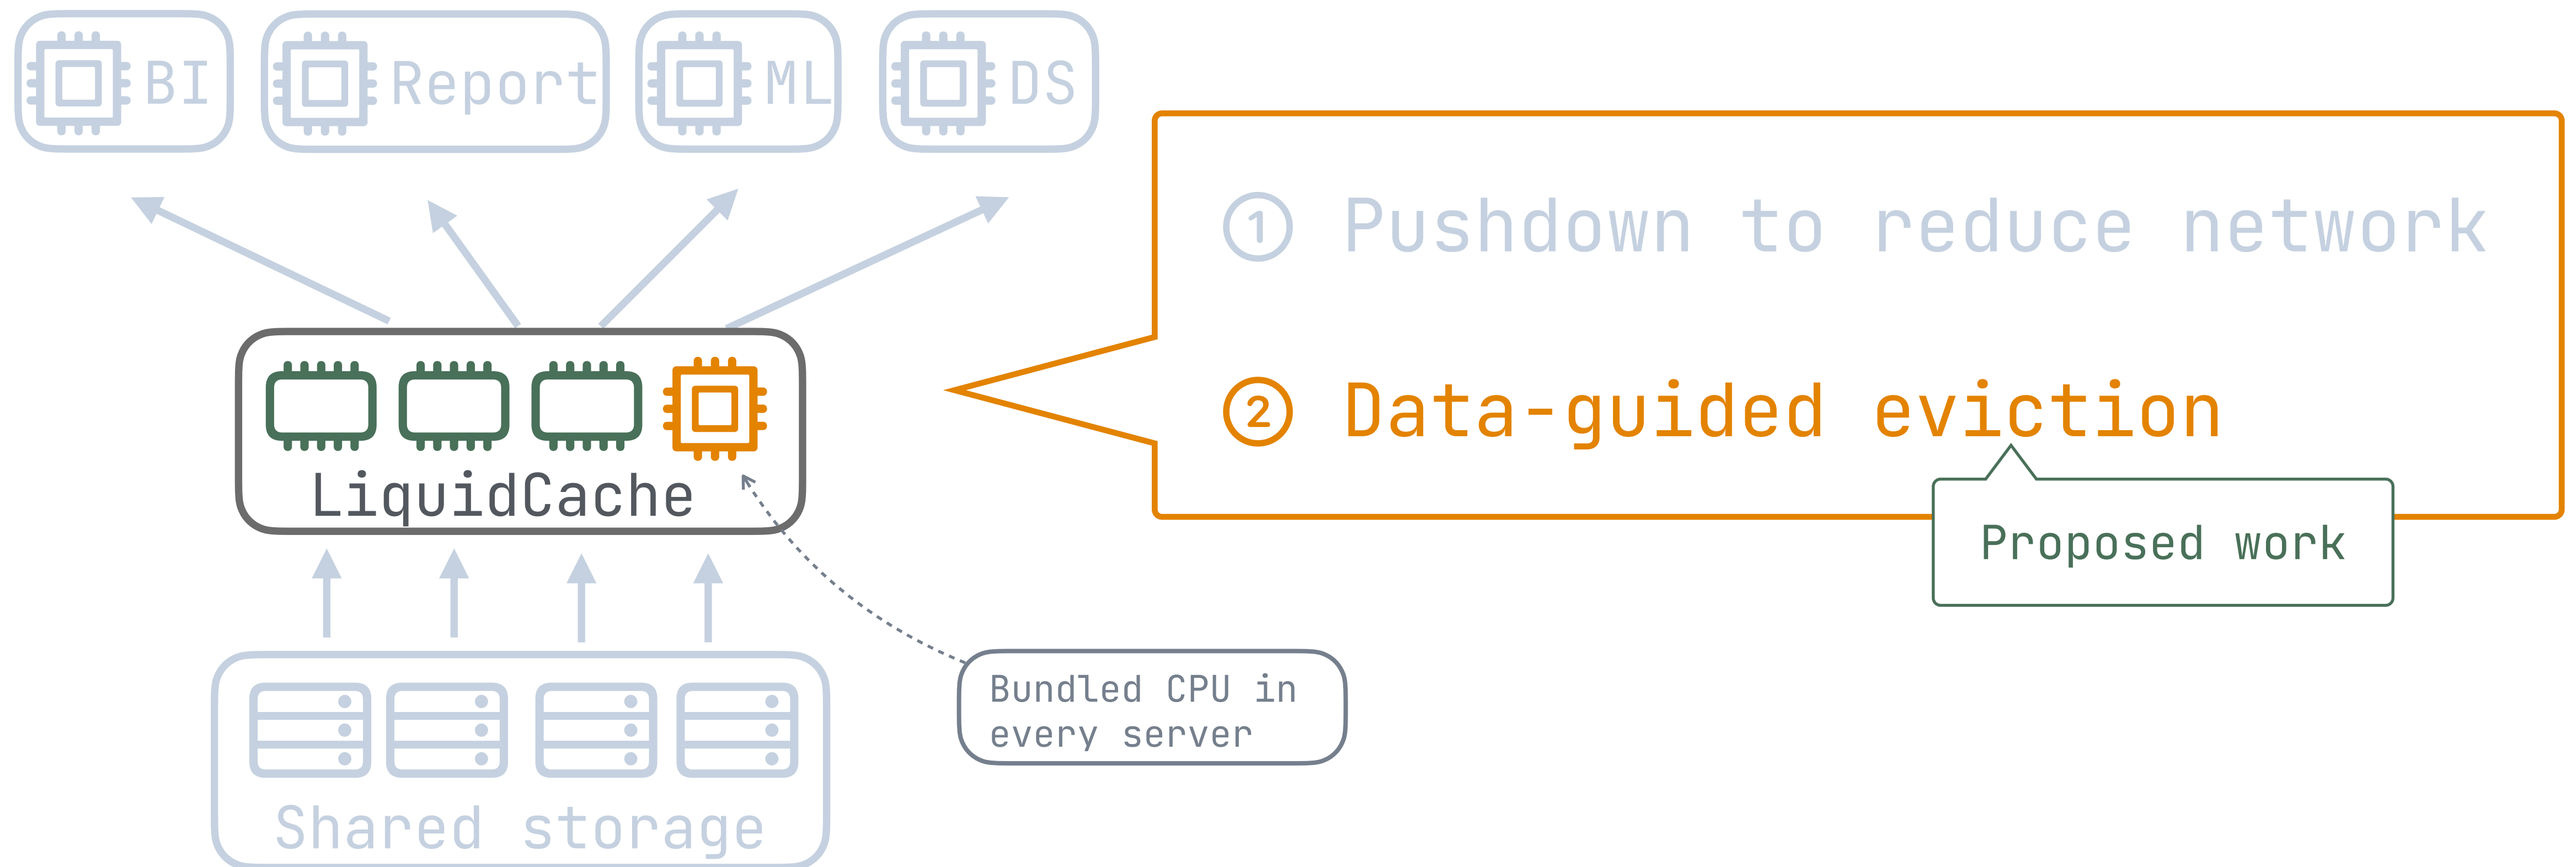 BI
Report
ML
DS
① Pushdown to reduce network
② Data-guided eviction
Proposed work
LiquidCache
Bundled CPU in
every server
Shared storage